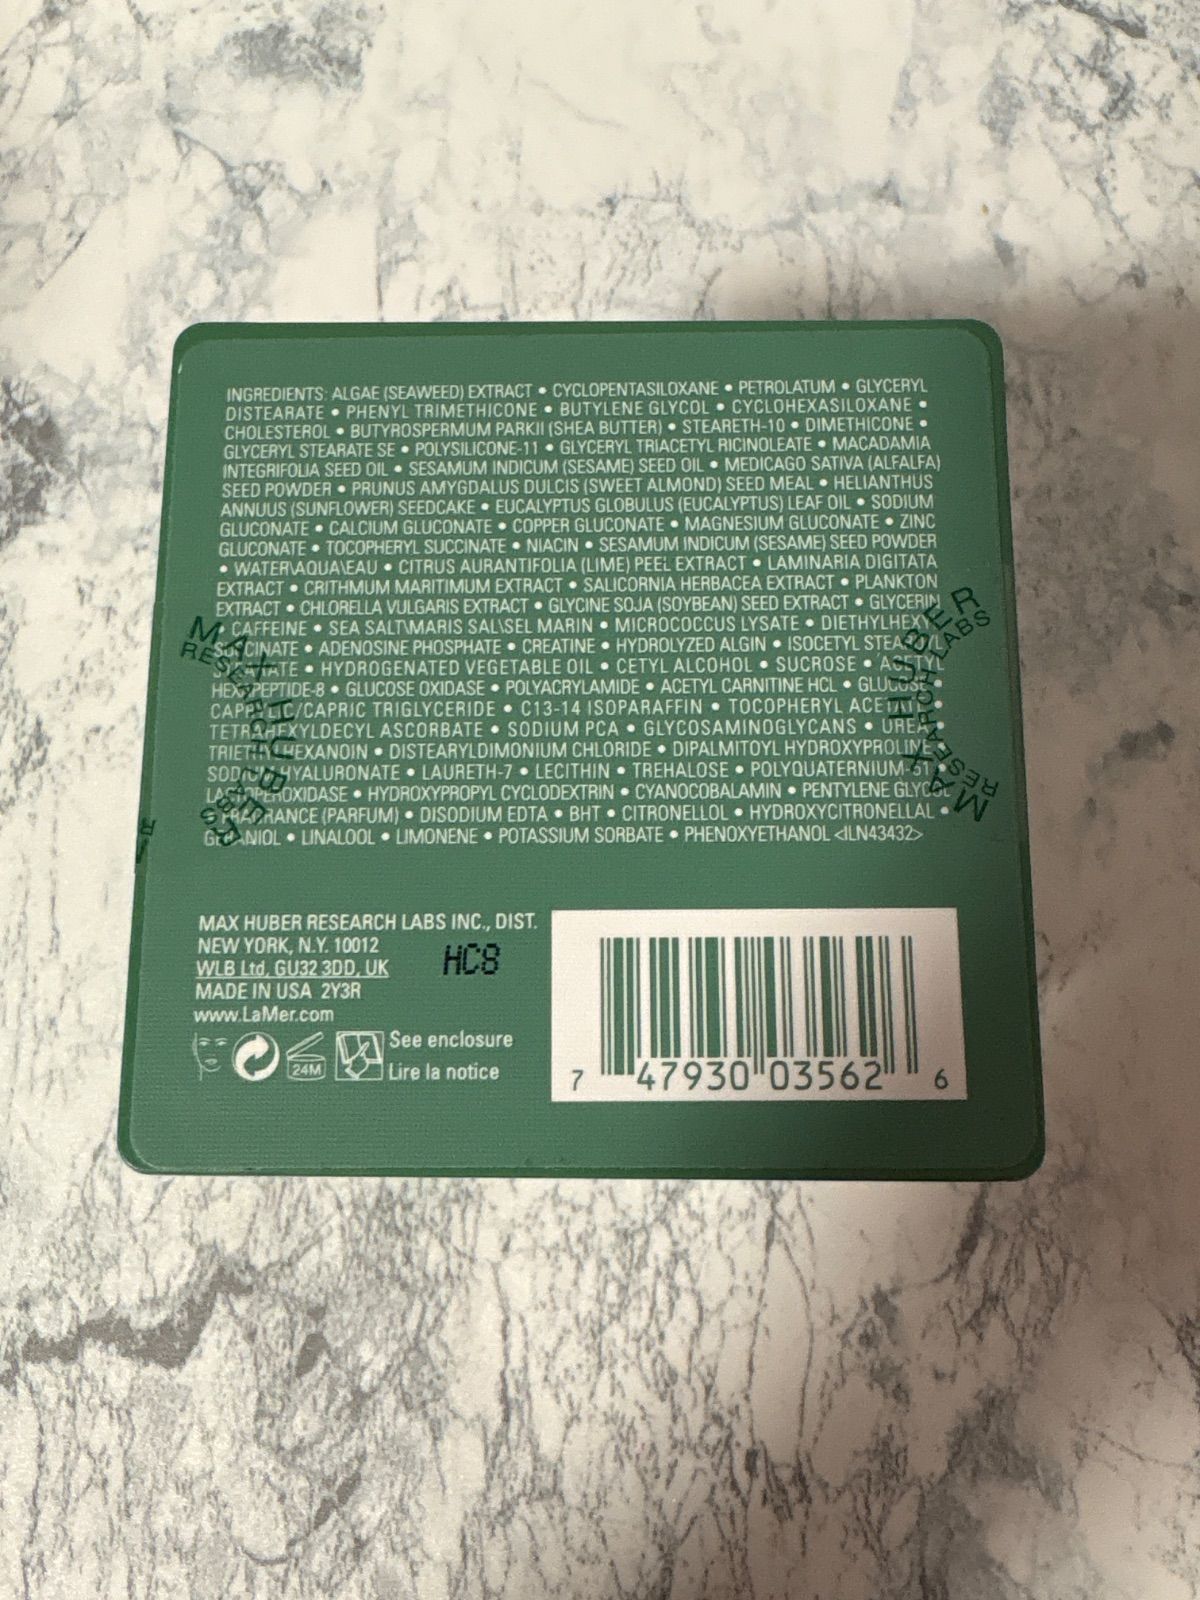 INGREDIENTS: ALGAE (SEAWEED) EXTRACT • CYCLOPENTASILOXANE • PETROLATUM • GLYCERYL
DISTEARATE • PHENYL TRIMETHICONE • BUTYLENE GLYCOL • CYCLOHEXASILOXANE •
CHOLESTEROL • BUTYROSPERMUM PARKII (SHEA BUTTER) • STEARETH-10 • DIMETHICONE •
GLYCERYL STEARATE SE • POLYSILICONE-11 • GLYCERYL TRIACETYL RICINOLEATE • MACADAMIA
INTEGRIFOLIA SEED OIL • SESAMUM INDICUM (SESAME) SEED OIL • MEDICAGO SATIVA (ALFALFA)
SEED POWDER • PRUNUS AMYGDALUS DULCIS (SWEET ALMOND) SEED MEAL • HELIANTHUS
ANNUUS (SUNFLOWER) SEEDCAKE • EUCALYPTUS GLOBULUS (EUCALYPTUS) LEAF OIL • SODIUM
GLUCONATE • CALCIUM GLUCONATE • COPPER GLUCONATE • MAGNESIUM GLUCONATE • ZINC
GLUCONATE • TOCOPHERYL SUCCINATE • NIACIN • SESAMUM INDICUM (SESAME) SEED POWDER
• WATER\AQUA\EAU • CITRUS AURANTIFOLIA (LIME) PEEL EXTRACT • LAMINARIA DIGITATA
EXTRACT • CRITHMUM MARITIMUM EXTRACT • SALICORNIA HERBACEA EXTRACT • PLANKTON
EXTRACT • CHLORELLA VULGARIS EXTRACT • GLYCINE SOJA (SOYBEAN) SEED EXTRACT • GLYCERIN
• CAFFEINE • SEA SALT\MARIS SAL\SEL MARIN • MICROCOCCUS LYSATE • DIETHYLHEXYL
SUCCINATE • ADENOSINE PHOSPHATE • CREATINE • HYDROLYZED ALGIN • ISOCETYL STEAROYL
STEARATE • HYDROGENATED VEGETABLE OIL • CETYL ALCOHOL • SUCROSE • ACETYL
HEXAPEPTIDE-8 • GLUCOSE OXIDASE • POLYACRYLAMIDE • ACETYL CARNITINE HCL • GLUCOSE •
CAPRYLIC/CAPRIC TRIGLYCERIDE • C13-14 ISOPARAFFIN • TOCOPHERYL ACETATE •
TETRAHEXYLDECYL ASCORBATE • SODIUM PCA • GLYCOSAMINOGLYCANS • UREA •
TRIETHYLHEXANOIN • DISTEARYLDIMONIUM CHLORIDE • DIPALMITOYL HYDROXYPROLINE •
SODIUM HYALURONATE • LAURETH-7 • LECITHIN • TREHALOSE • POLYQUATERNIUM-51 •
LACTOPEROXIDASE • HYDROXYPROPYL CYCLODEXTRIN • CYANOCOBALAMIN • PENTYLENE GLYCOL
• FRAGRANCE (PARFUM) • DISODIUM EDTA • BHT • CITRONELLOL • HYDROXYCITRONELLAL •
GERANIOL • LINALOOL • LIMONENE • POTASSIUM SORBATE • PHENOXYETHANOL <ILN43432>
MAX HUBER
RESEARCH LABS
MAX HUBER
RESEARCH LABS
MAX HUBER RESEARCH LABS INC., DIST.
NEW YORK, N.Y. 10012
WLB Ltd, GU32 3DD, UK
MADE IN USA 2Y3R
www.LaMer.com
HC8
24M
See enclosure
Lire la notice
7 47930 03562 6